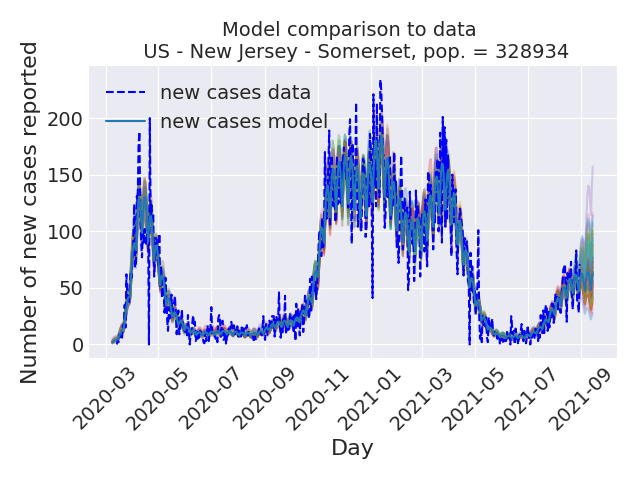 Model comparison to data
US - New Jersey - Somerset, pop. = 328934
Number of new cases reported
200
150
100
50
0
new cases data
new cases model
2020-03
2020-05
2020-07
2020-09
2020-11
2021-01
2021-03
2021-05
2021-07
2021-09
Day